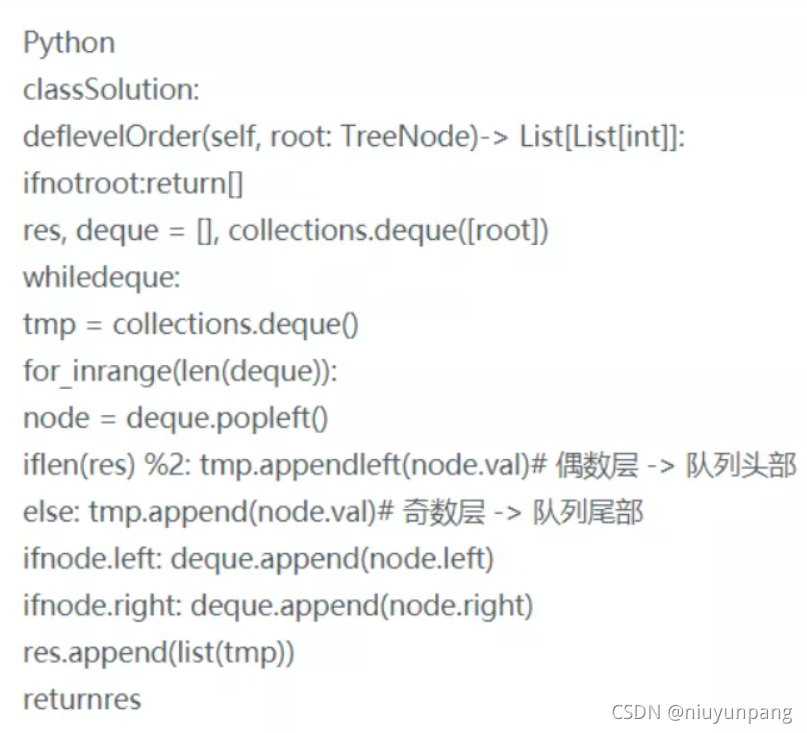 Python
classSolution:
deflevelOrder(self, root: TreeNode)-> List[List[int]]:
ifnotroot:return[]
res, deque = [], collections.deque([root])
whiledeque:
tmp = collections.deque()
for_inrange(len(deque)):
node = deque.popleft()
iflen(res) %2: tmp.appendleft(node.val)# 偶数层 -> 队列头部
else: tmp.append(node.val)# 奇数层 -> 队列尾部
ifnode.left: deque.append(node.left)
ifnode.right: deque.append(node.right)
res.append(list(tmp))
returnres
CSDN @niuyunpang